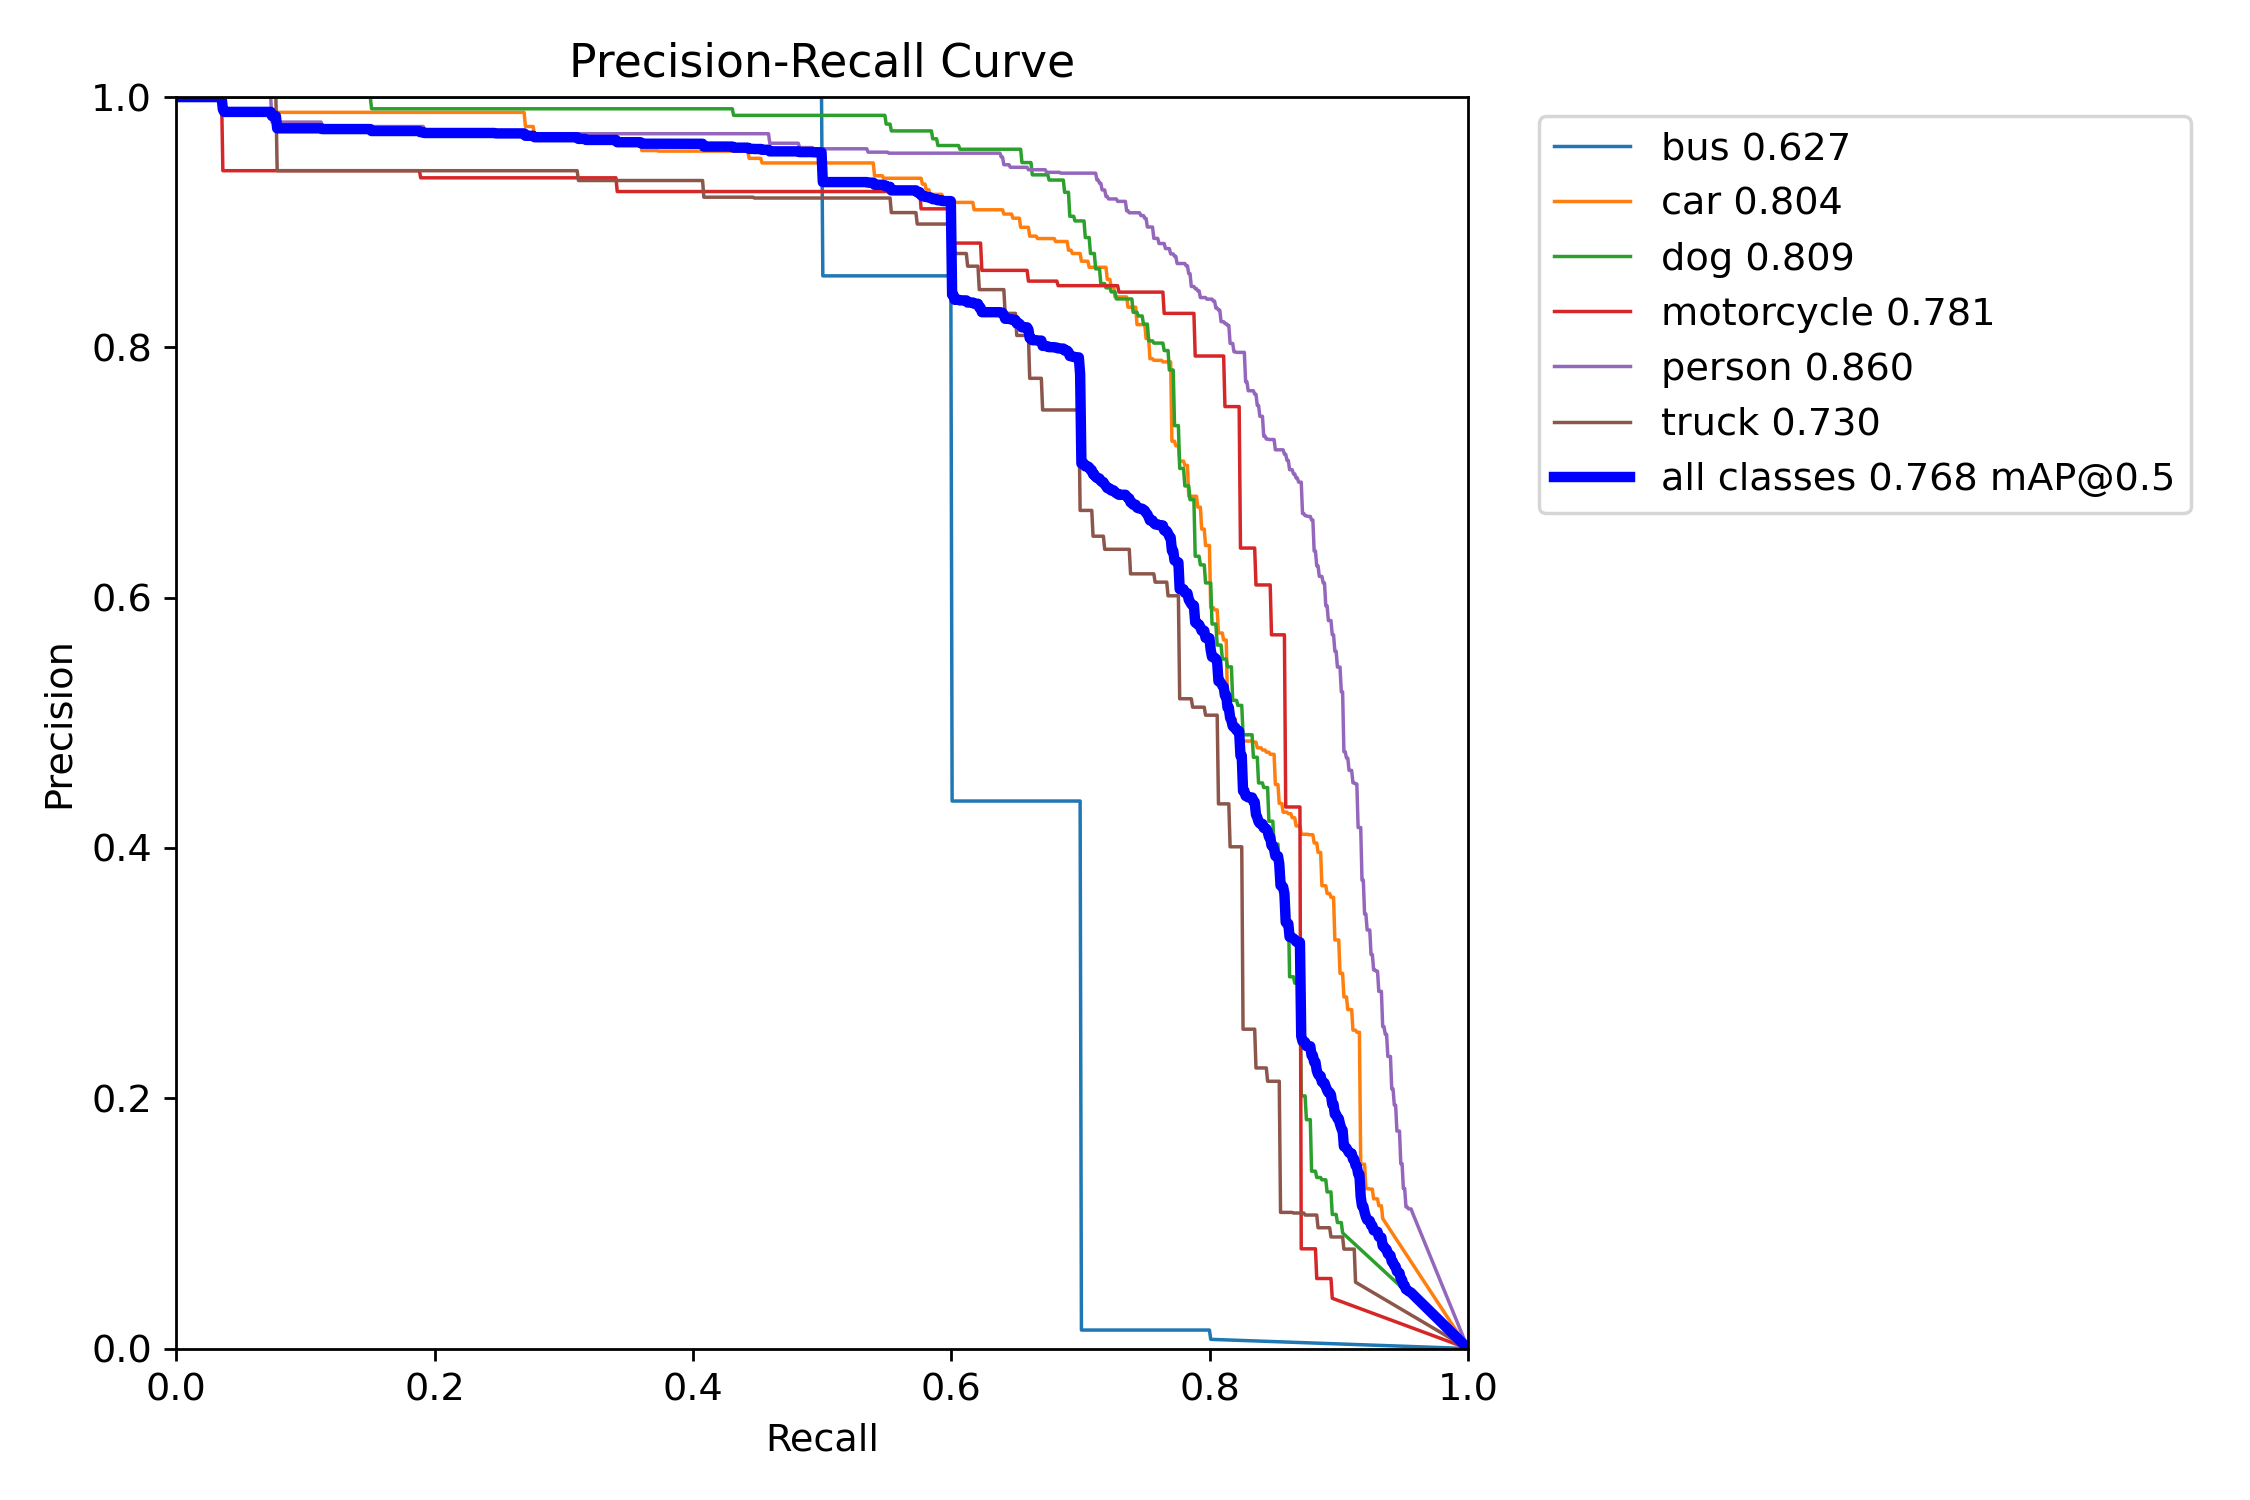 Precision-Recall Curve
1.0
0.8
0.6
0.4
0.2
0.0
Precision
0.0 0.2 0.4 0.6 0.8 1.0
Recall
bus 0.627
car 0.804
dog 0.809
motorcycle 0.781
person 0.860
truck 0.730
all classes 0.768 mAP@0.5